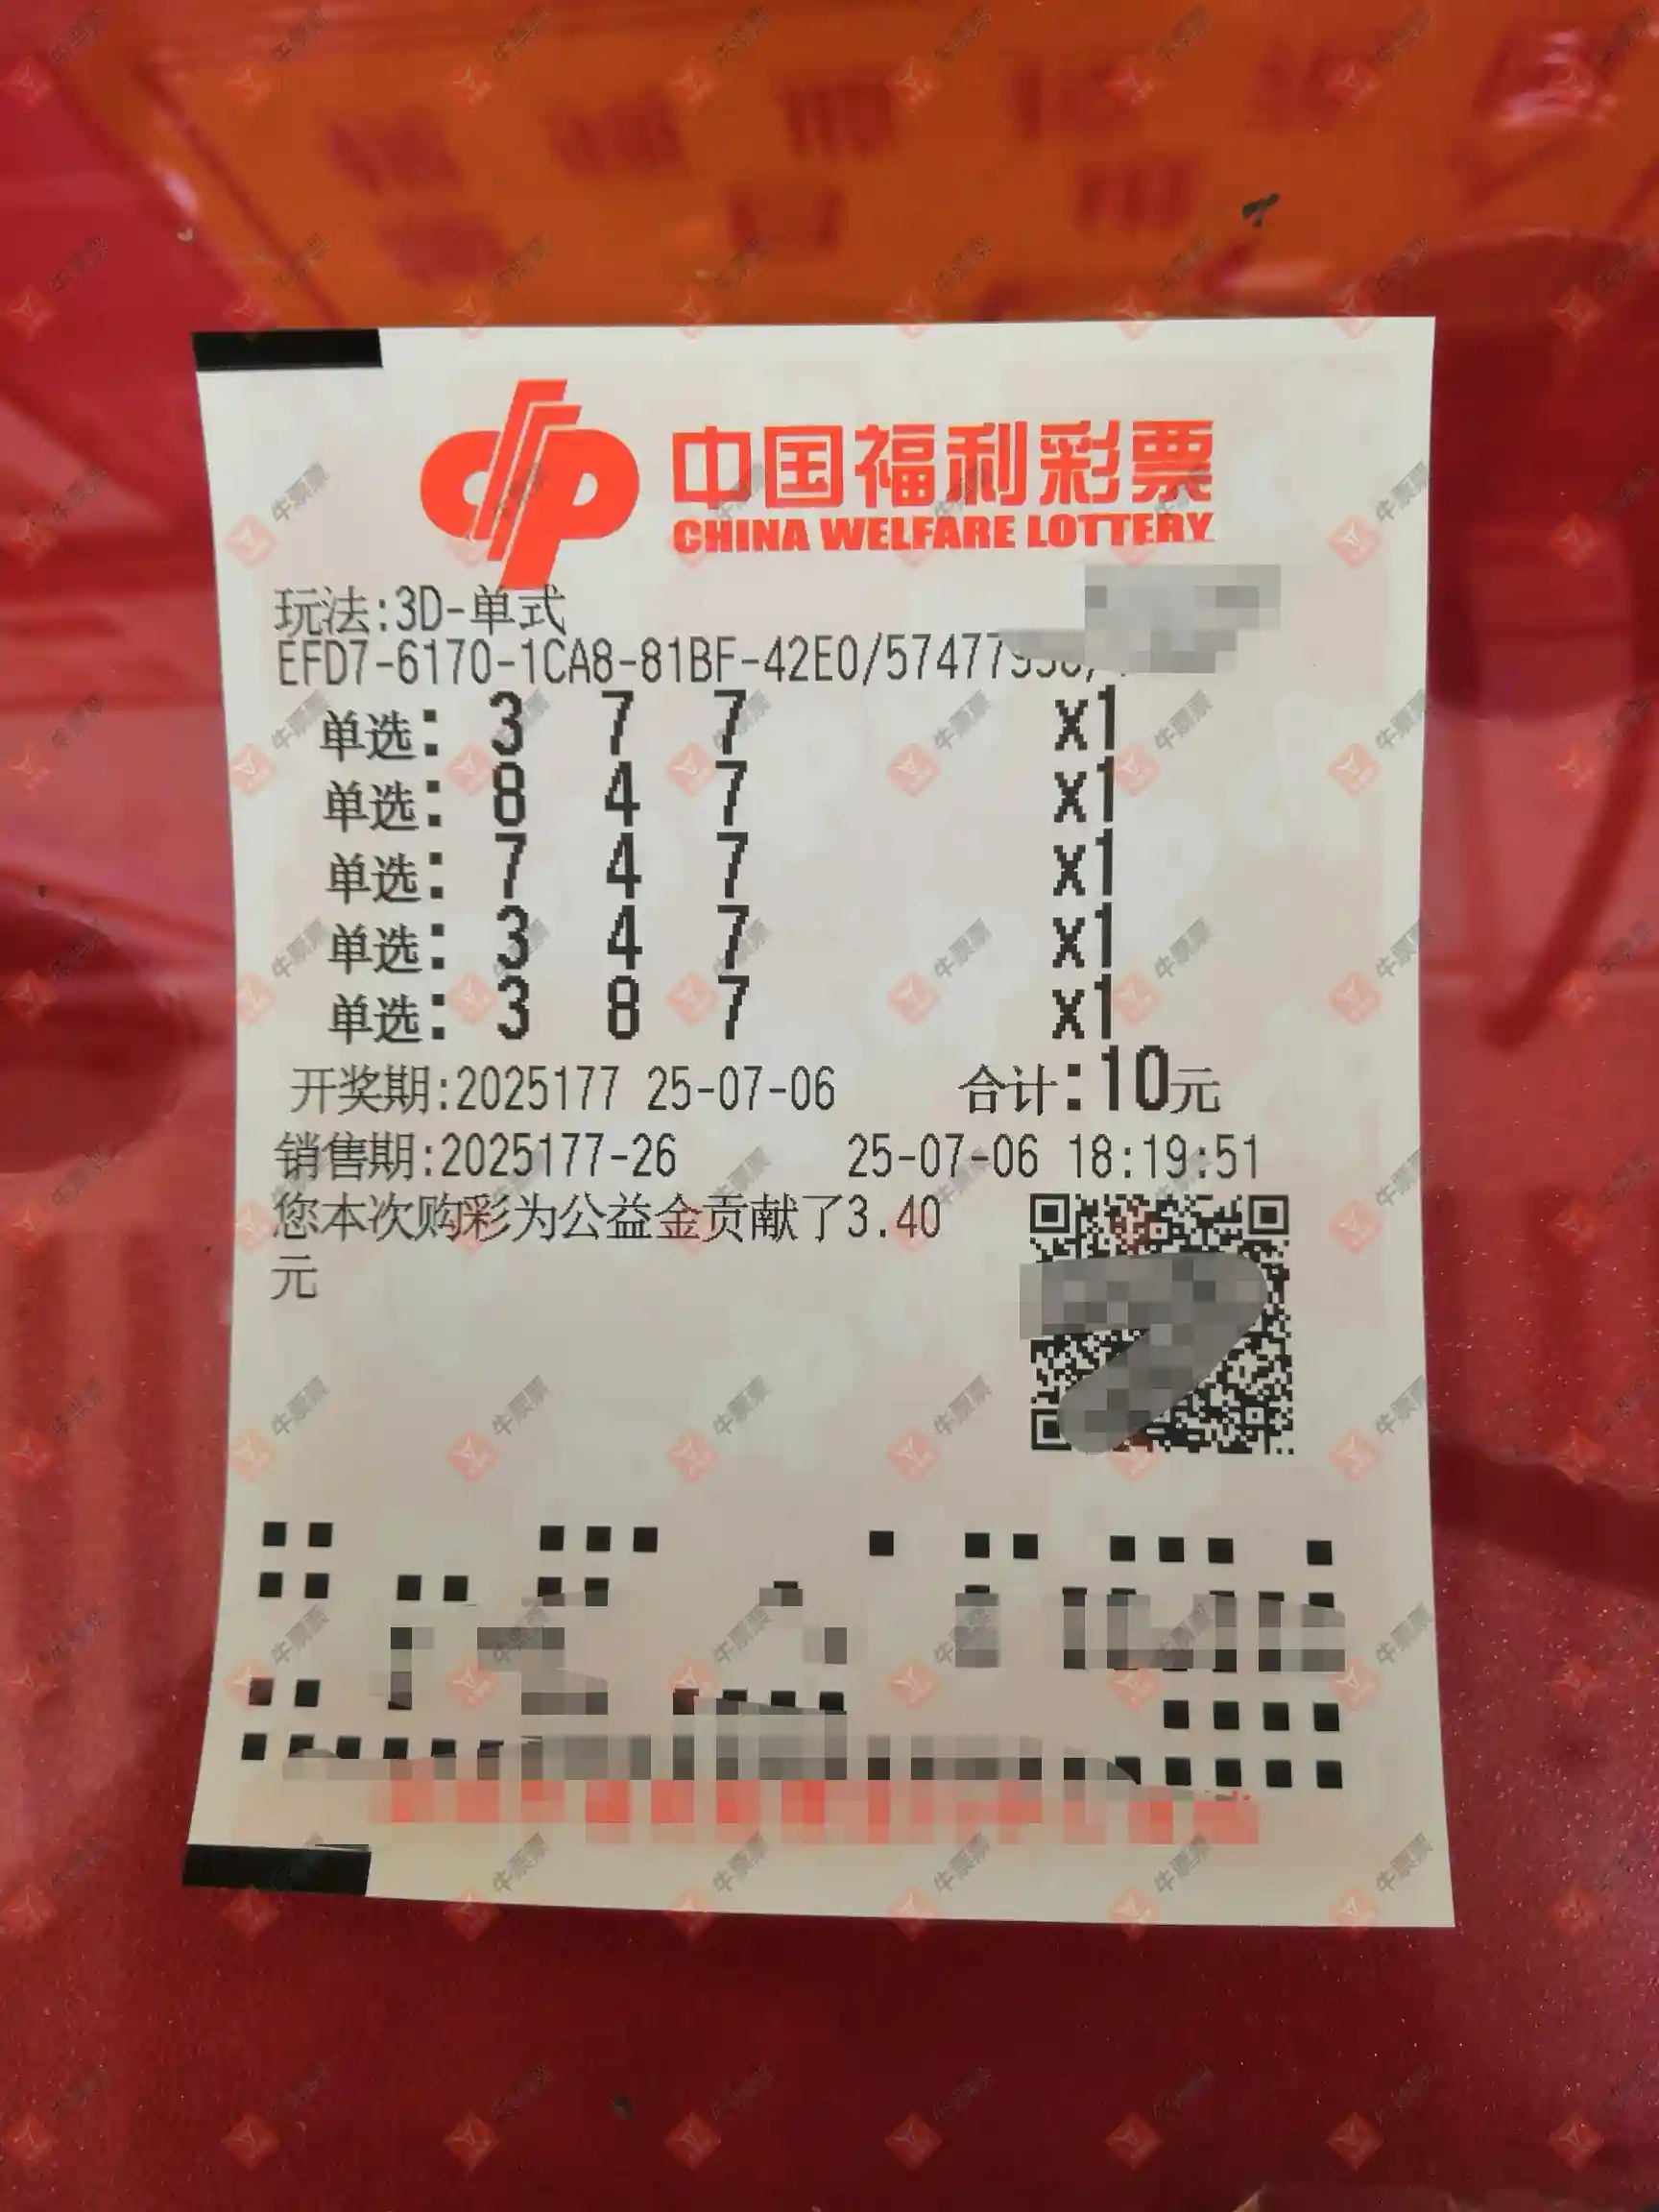 中国福利彩票
CHINA WELFARE LOTTERY
玩法:3D-单式
EFD7-6170-1CA8-81BF-42E0/57477
单选: 3 7 7 x1
单选: 8 4 7 x1
单选: 7 4 7 x1
单选: 3 4 7 x1
单选: 3 8 7 x1
开奖期:2025177 25-07-06 合计:10元
销售期:2025177-26 25-07-06 18:19:51
您本次购彩为公益金贡献了3.40
元
牛票票